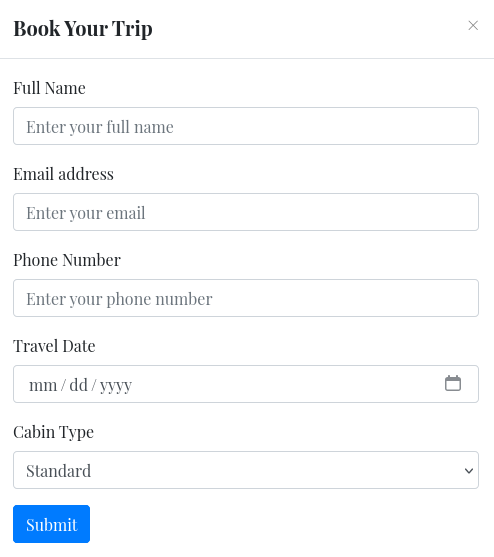 Book Your Trip
Full Name
Enter your full name
Email address
Enter your email
Phone Number
Enter your phone number
Travel Date
mm / dd / yyyy
Cabin Type
Standard
Submit